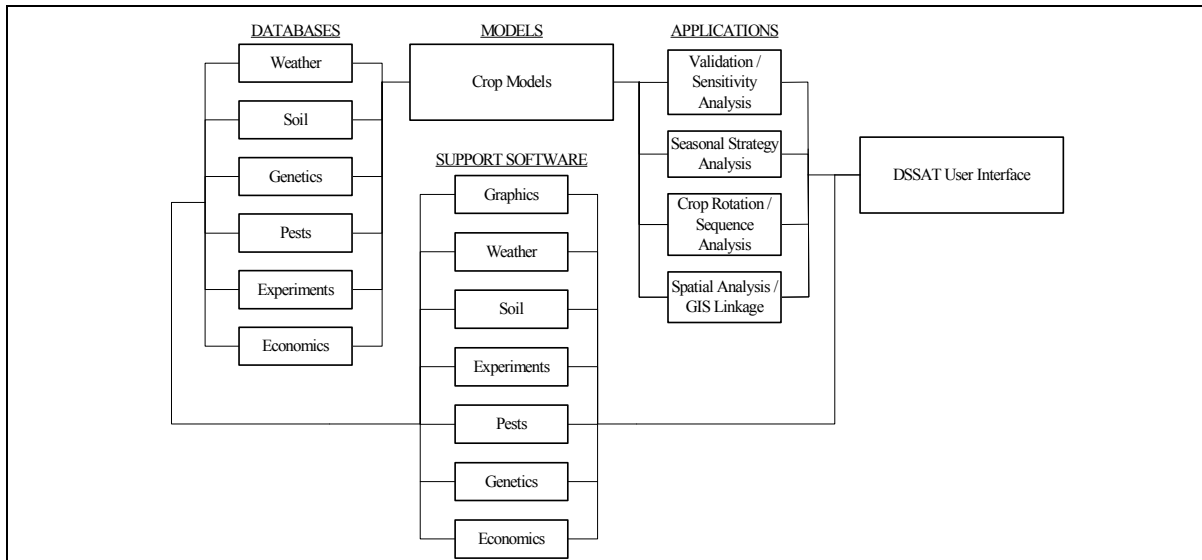 DATABASES
Weather
Soil
Genetics
Pests
Experiments
Economics
MODELS
Crop Models
SUPPORT SOFTWARE
Graphics
Weather
Soil
Experiments
Pests
Genetics
Economics
APPLICATIONS
Validation /
Sensitivity
Analysis
Seasonal Strategy
Analysis
Crop Rotation /
Sequence
Analysis
Spatial Analysis /
GIS Linkage
DSSAT User Interface